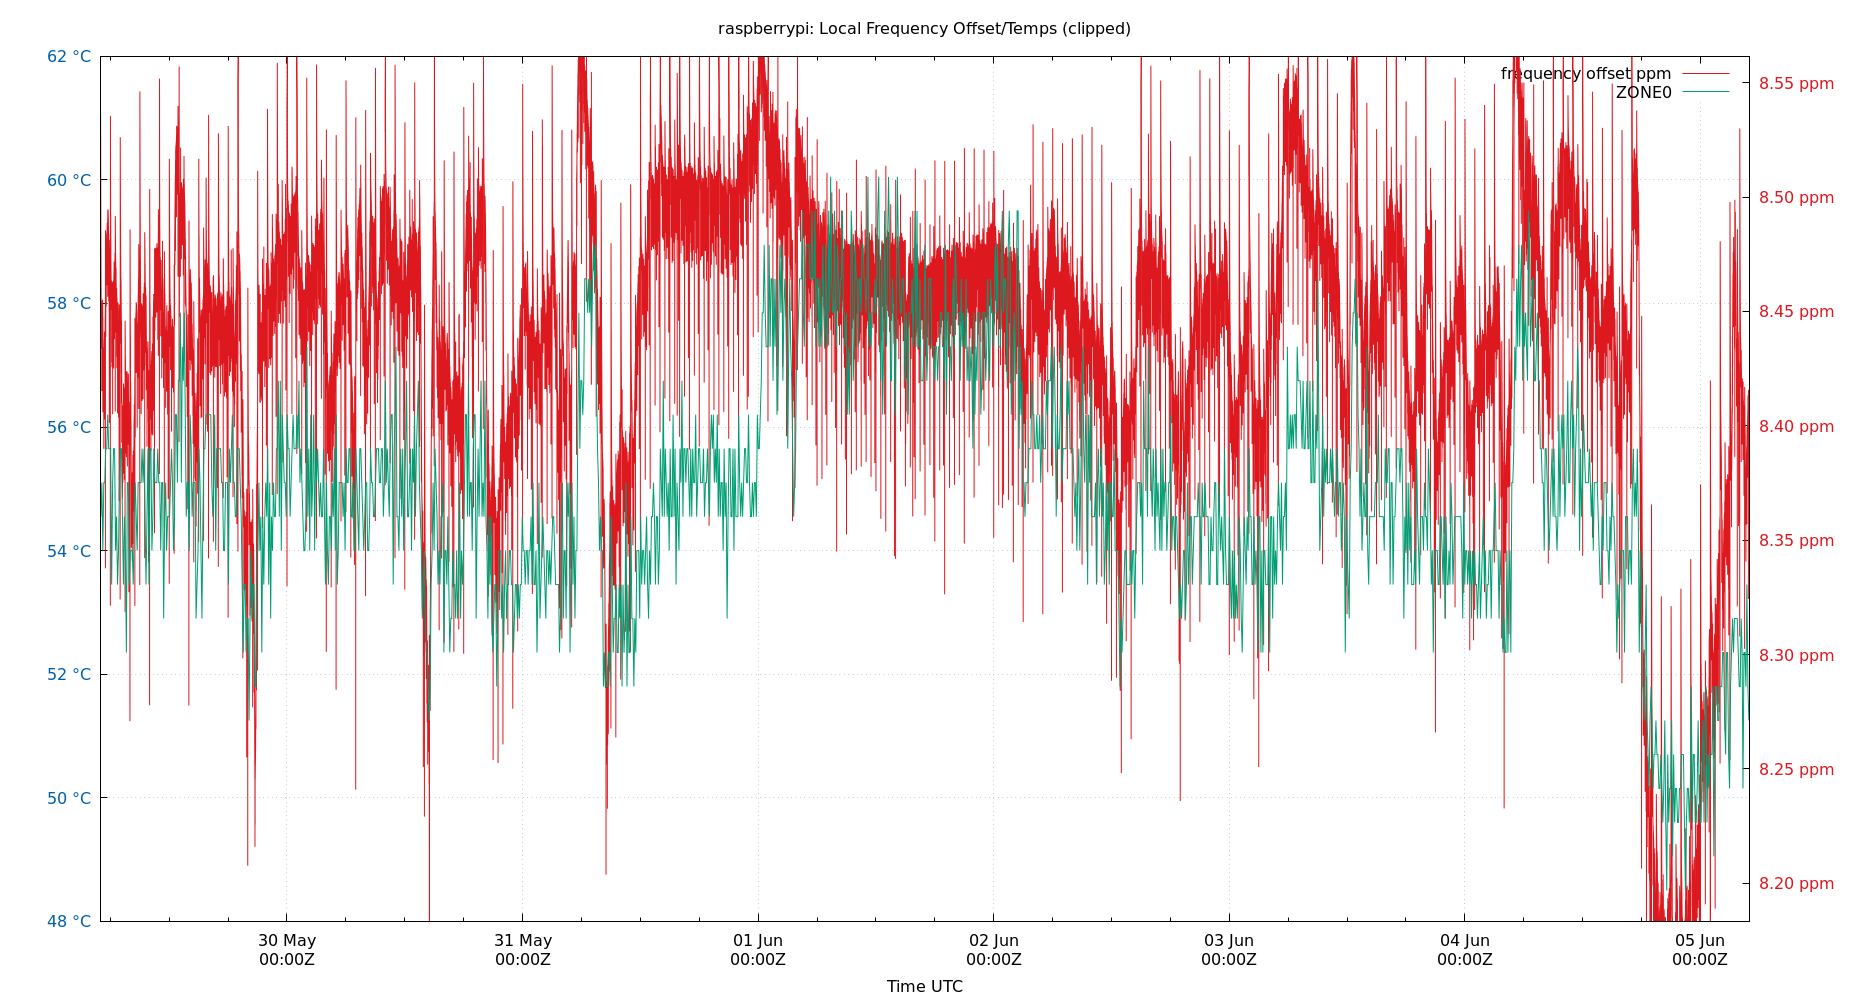 raspberrypi: Local Frequency Offset/Temps (clipped)
frequency offset ppm
ZONE0
62 °C
60 °C
58 °C
56 °C
54 °C
52 °C
50 °C
48 °C
8.55 ppm
8.50 ppm
8.45 ppm
8.40 ppm
8.35 ppm
8.30 ppm
8.25 ppm
8.20 ppm
30 May 31 May 01 Jun 02 Jun 03 Jun 04 Jun 05 Jun
00:00Z 00:00Z 00:00Z 00:00Z 00:00Z 00:00Z 00:00Z
Time UTC